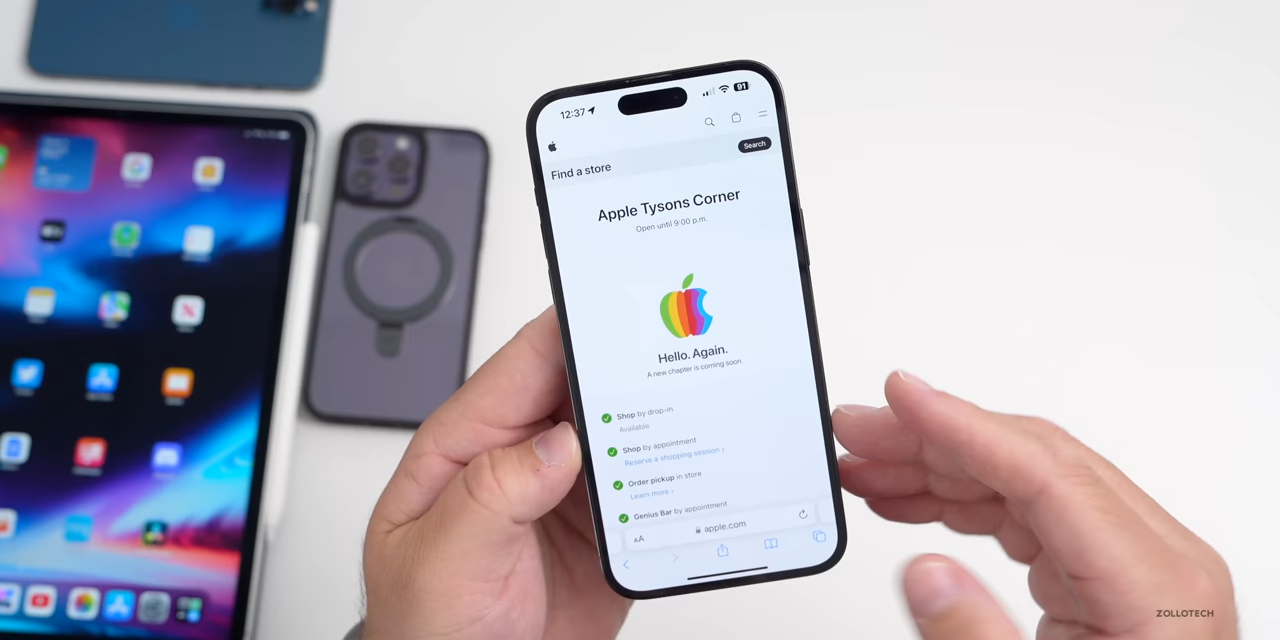 12:37
91
Find a store
Search
Apple Tysons Corner
Open until 9:00 p.m.
Hello. Again.
A new chapter is coming soon.
Shop by drop-in
Available
Shop by appointment
Reserve a shopping session ›
Order pickup in store
Learn more ›
Genius Bar by appointment
AA
apple.com
ZOLLOTECH